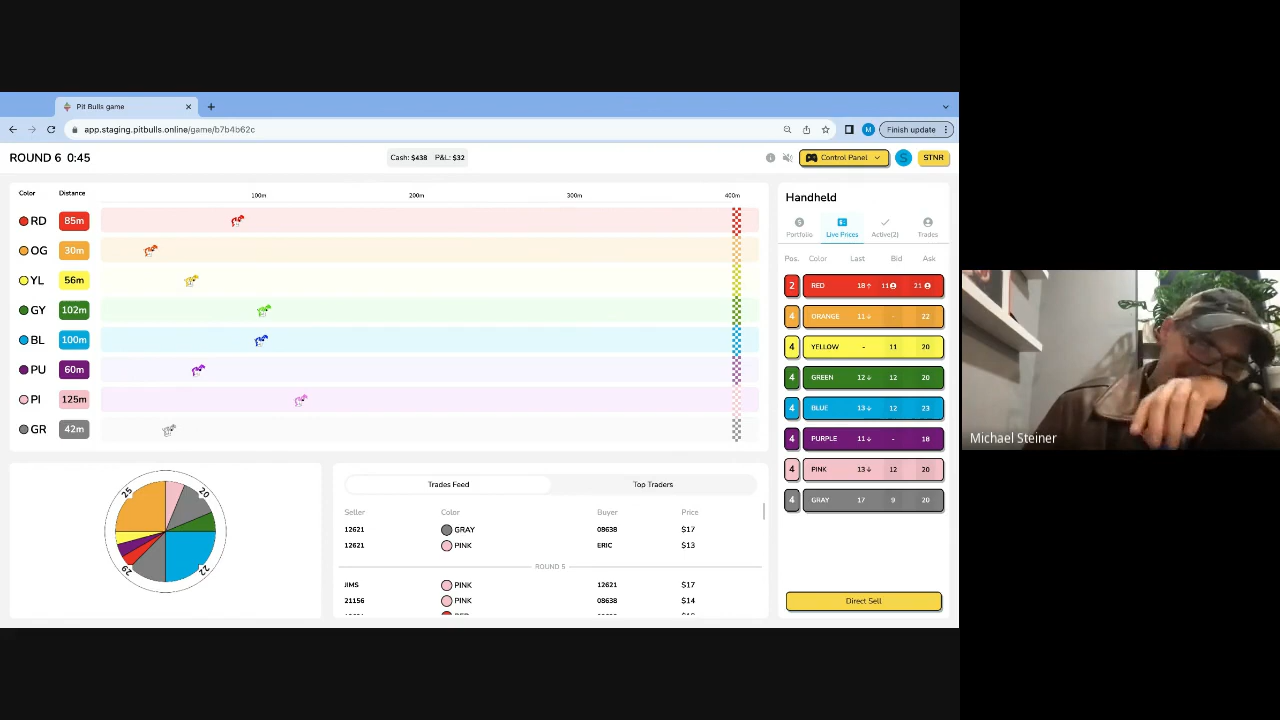 Pit Bulls game
app.staging.pitbulls.online/game/b7b4b62c
Finish update
M
ROUND 6 0:45
Cash: $438 P&L: $32
Control Panel
S
STNR
Color Distance 100m 200m 300m 400m
RD 85m
OG 30m
YL 56m
GY 102m
BL 100m
PU 60m
PI 125m
GR 42m
25
20
29
22
Trades Feed Top Traders
Seller Color Buyer Price
12621 GRAY 08638 $17
12621 PINK ERIC $13
ROUND 5
JIMS PINK 12621 $17
21156 PINK 08638 $14
Handheld
Portfolio Live Prices Active(2) Trades
Pos. Color Last Bid Ask
2 RED 18↑ 11 21
4 ORANGE 11↓ - 22
4 YELLOW - 11 20
4 GREEN 12↓ 12 20
4 BLUE 13↓ 12 23
4 PURPLE 11↓ - 18
4 PINK 13↓ 12 20
4 GRAY 17 9 20
Direct Sell
Michael Steiner